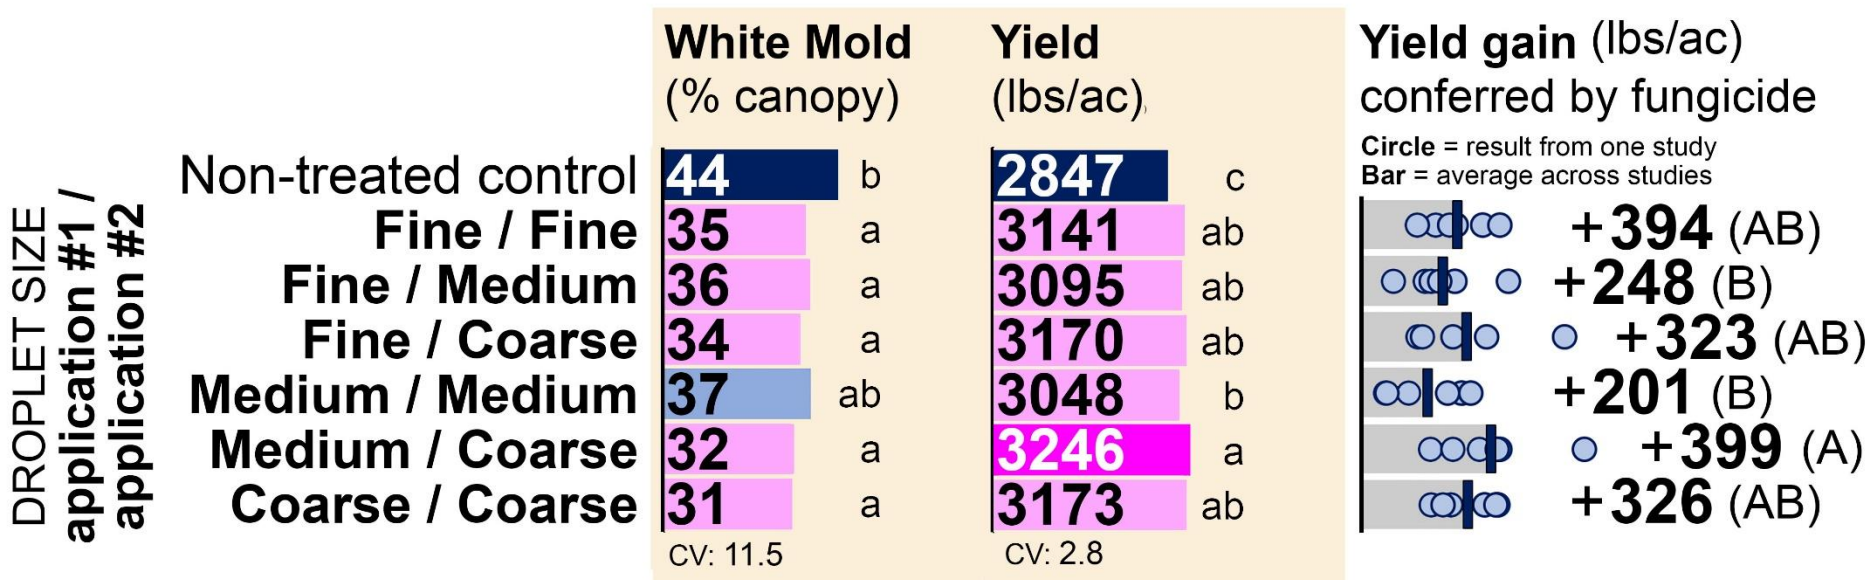 White Mold
(% canopy)
Yield
(lbs/ac)
Yield gain (lbs/ac)
conferred by fungicide
Circle = result from one study
Bar = average across studies
DROPLET SIZE
application #1 /
application #2
Non-treated control 44 b 2847 c
Fine / Fine 35 a 3141 ab +394 (AB)
Fine / Medium 36 a 3095 ab +248 (B)
Fine / Coarse 34 a 3170 ab +323 (AB)
Medium / Medium 37 ab 3048 b +201 (B)
Medium / Coarse 32 a 3246 a +399 (A)
Coarse / Coarse 31 a 3173 ab +326 (AB)
CV: 11.5
CV: 2.8